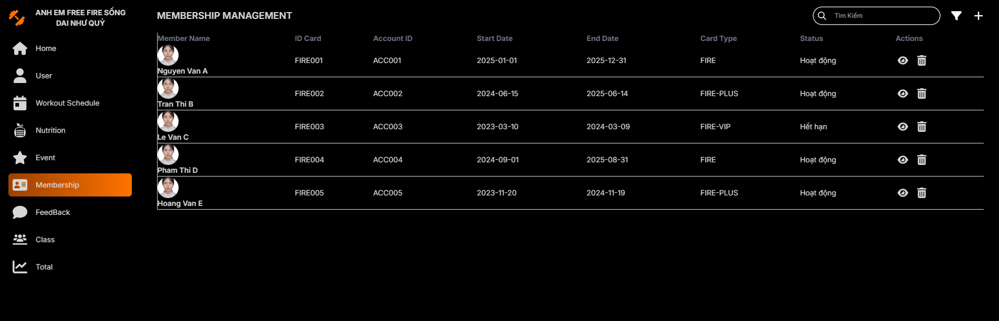 ANH EM FREE FIRE SỐNG
DAI NHƯ QUỶ
Home
User
Workout Schedule
Nutrition
Event
Membership
FeedBack
Class
Total
MEMBERSHIP MANAGEMENT
Tìm Kiếm
Member Name ID Card Account ID Start Date End Date Card Type Status Actions
Nguyen Van A FIRE001 ACC001 2025-01-01 2025-12-31 FIRE Hoạt động
Tran Thi B FIRE002 ACC002 2024-06-15 2025-06-14 FIRE-PLUS Hoạt động
Le Van C FIRE003 ACC003 2023-03-10 2024-03-09 FIRE-VIP Hết hạn
Pham Thi D FIRE004 ACC004 2024-09-01 2025-08-31 FIRE Hoạt động
Hoang Van E FIRE005 ACC005 2023-11-20 2024-11-19 FIRE-PLUS Hoạt động